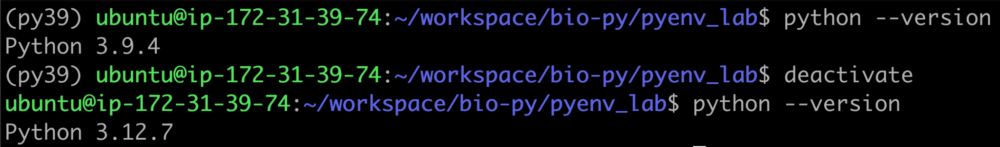 (py39) ubuntu@ip-172-31-39-74:~/workspace/bio-py/pyenv_lab$ python --version
Python 3.9.4
(py39) ubuntu@ip-172-31-39-74:~/workspace/bio-py/pyenv_lab$ deactivate
ubuntu@ip-172-31-39-74:~/workspace/bio-py/pyenv_lab$ python --version
Python 3.12.7